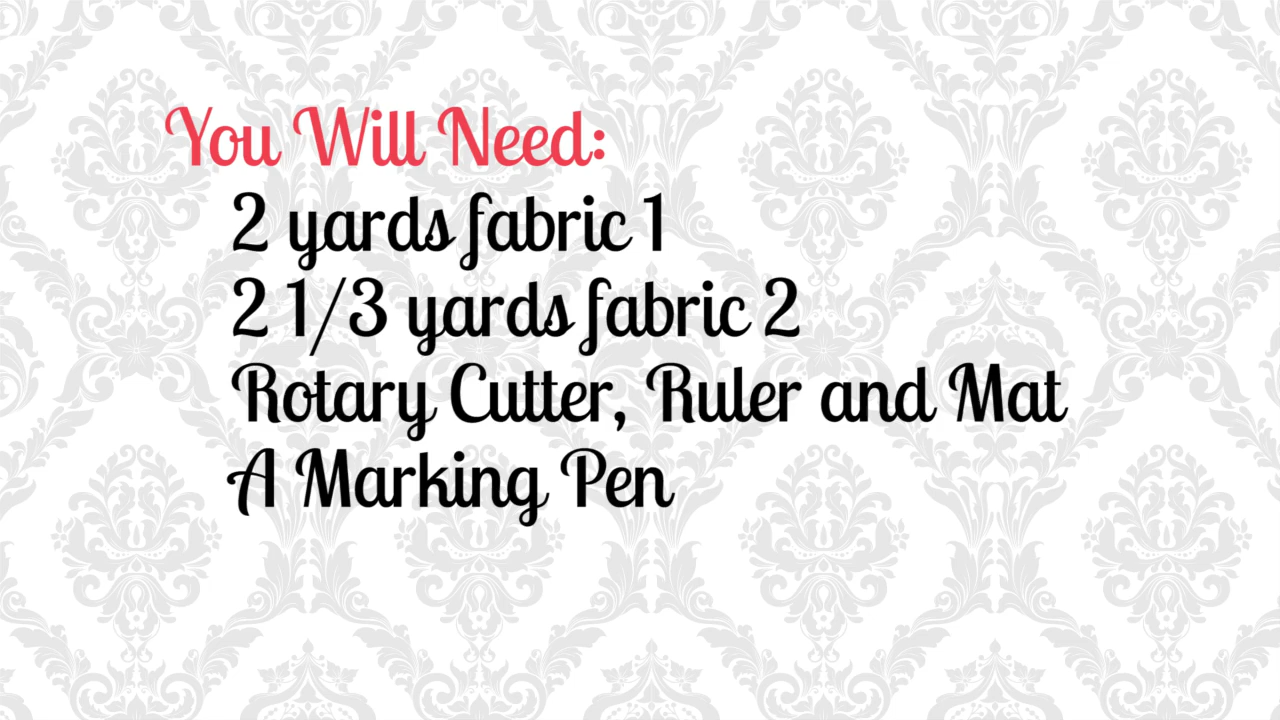 You Will Need:
2 yards fabric 1
2 1/3 yards fabric 2
Rotary Cutter, Ruler and Mat
A Marking Pen